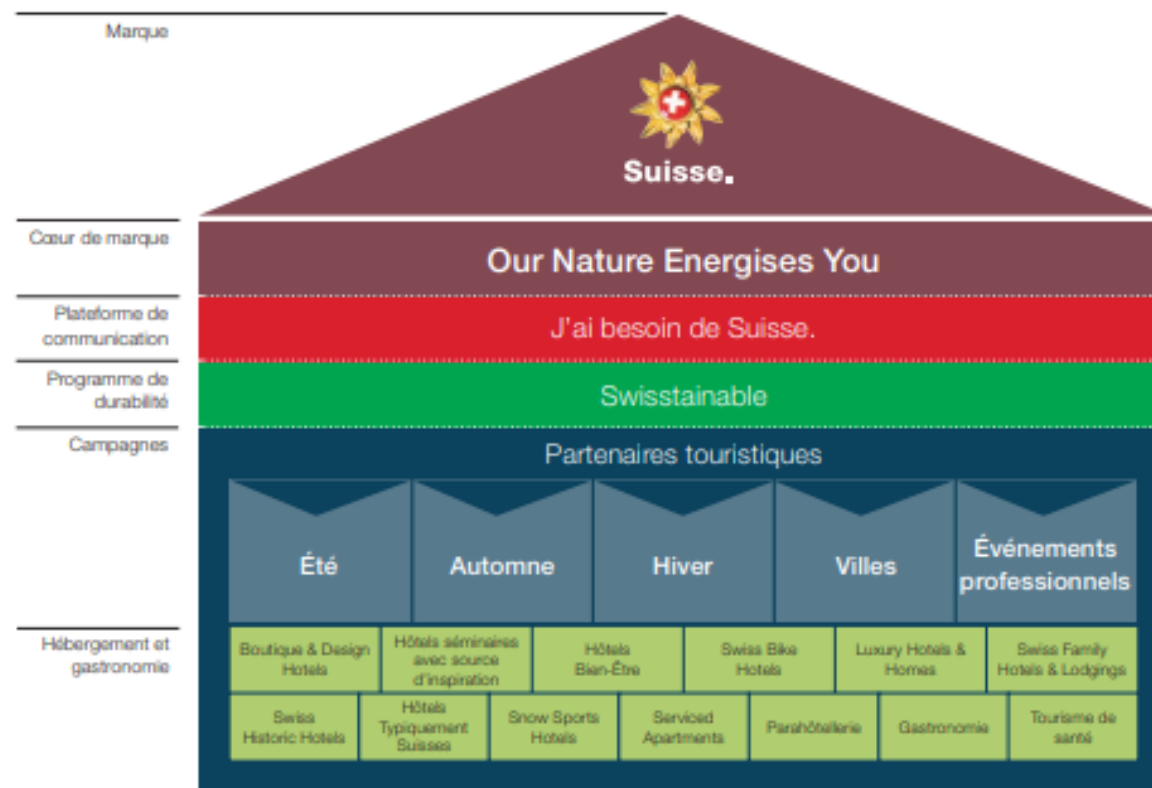 Marque
Suisse.
Cœur de marque
Our Nature Energises You
Plateforme de
communication
J'ai besoin de Suisse.
Programme de
durabilité
Swisstainable
Campagnes
Partenaires touristiques
Été
Automne
Hiver
Villes
Événements
professionnels
Hébergement et
gastronomie
Boutique & Design
Hotels
Hôtels séminaires
avec source
d'inspiration
Hôtels
Bien-Être
Swiss Bike
Hotels
Luxury Hotels &
Homes
Swiss Family
Hotels & Lodgings
Swiss
Historic Hotels
Hôtels
Typiquement
Suisses
Snow Sports
Hotels
Serviced
Apartments
Parahôtellerie
Gastronomie
Tourisme de
santé